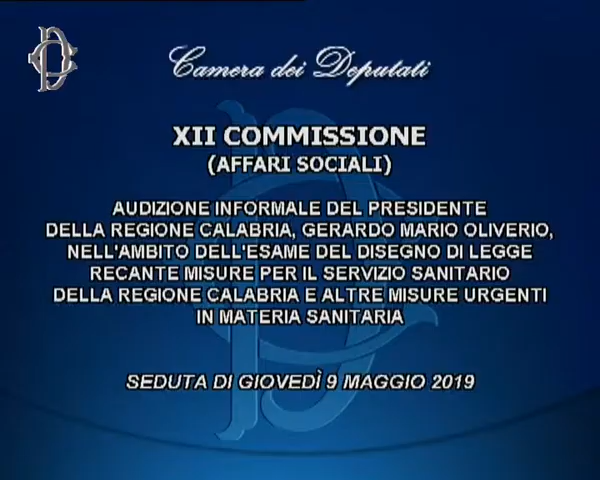 Camera dei Deputati
XII COMMISSIONE
(AFFARI SOCIALI)
AUDIZIONE INFORMALE DEL PRESIDENTE
DELLA REGIONE CALABRIA, GERARDO MARIO OLIVERIO,
NELL'AMBITO DELL'ESAME DEL DISEGNO DI LEGGE
RECANTE MISURE PER IL SERVIZIO SANITARIO
DELLA REGIONE CALABRIA E ALTRE MISURE URGENTI
IN MATERIA SANITARIA
SEDUTA DI GIOVEDÌ 9 MAGGIO 2019